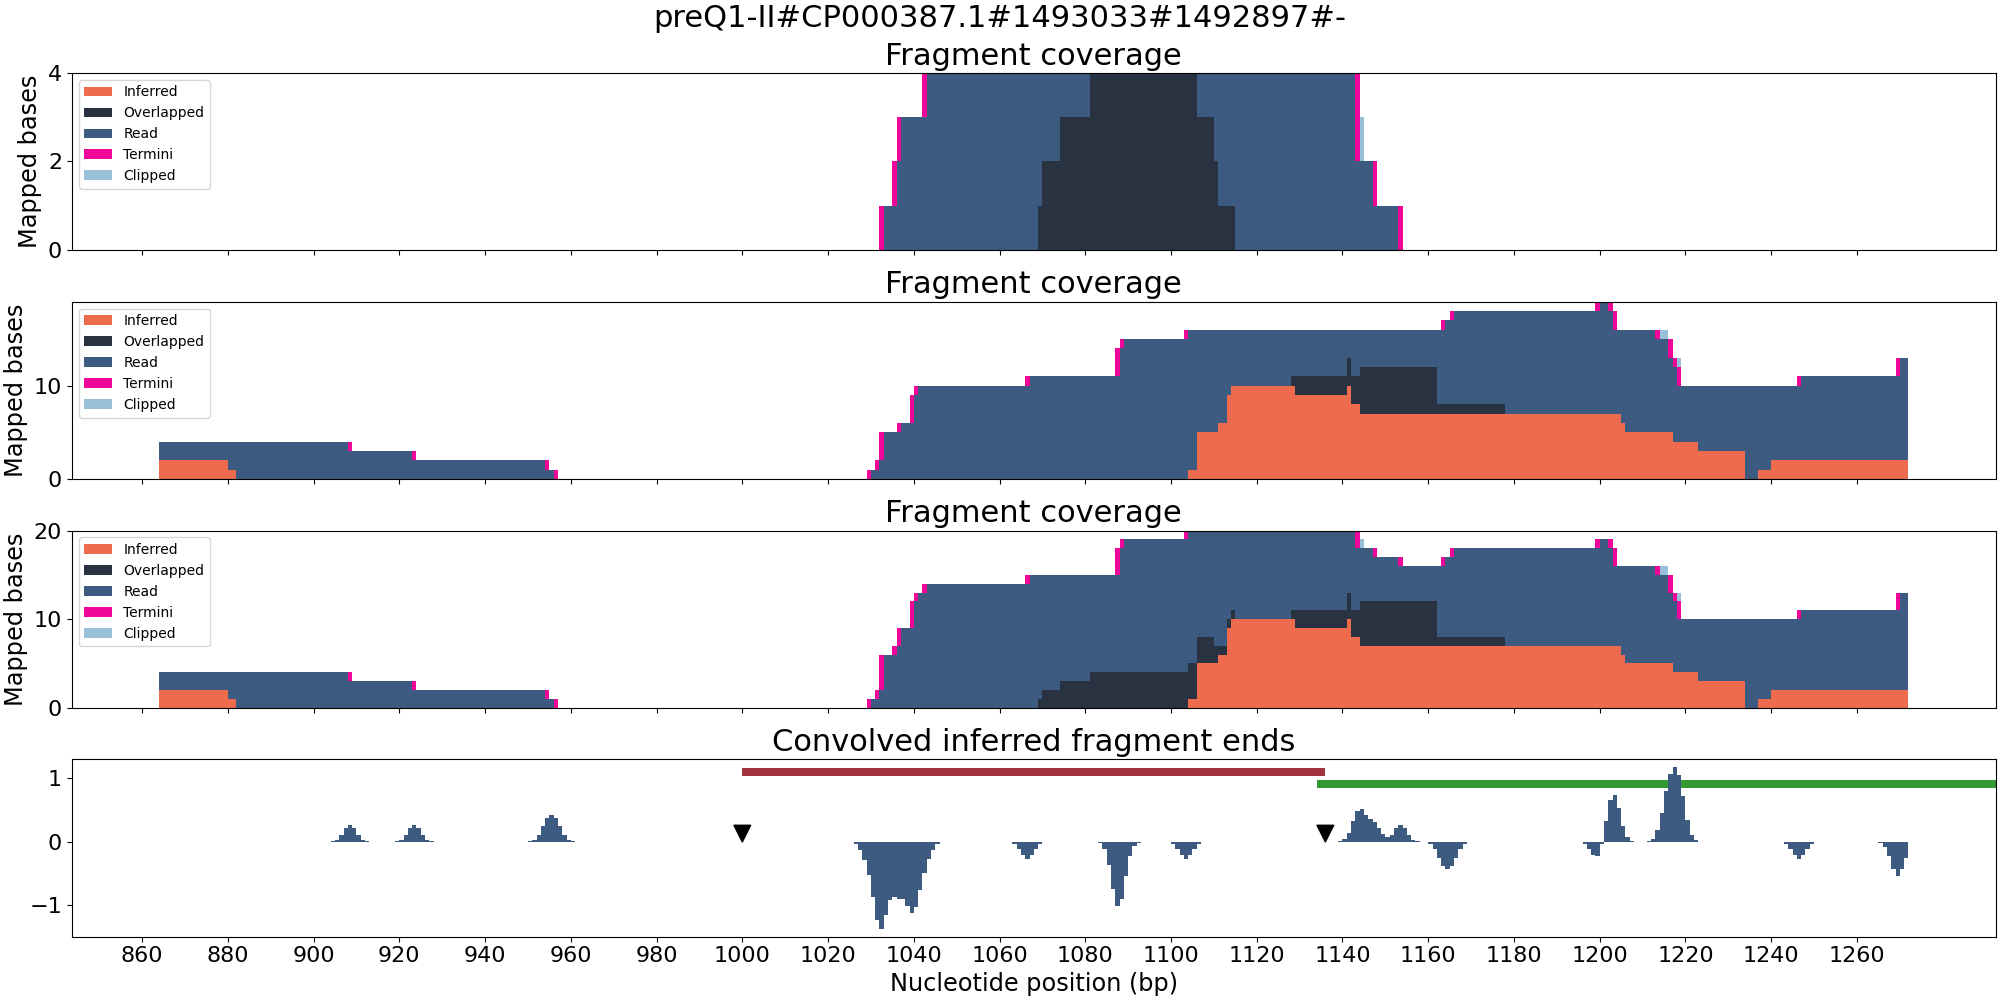 preQ1-II#CP000387.1#1493033#1492897#-
Fragment coverage
Mapped bases
4
2
0
Inferred
Overlapped
Read
Termini
Clipped
Fragment coverage
Mapped bases
10
0
Inferred
Overlapped
Read
Termini
Clipped
Fragment coverage
Mapped bases
20
10
0
Inferred
Overlapped
Read
Termini
Clipped
Convolved inferred fragment ends
1
0
−1
860 880 900 920 940 960 980 1000 1020 1040 1060 1080 1100 1120 1140 1160 1180 1200 1220 1240 1260
Nucleotide position (bp)